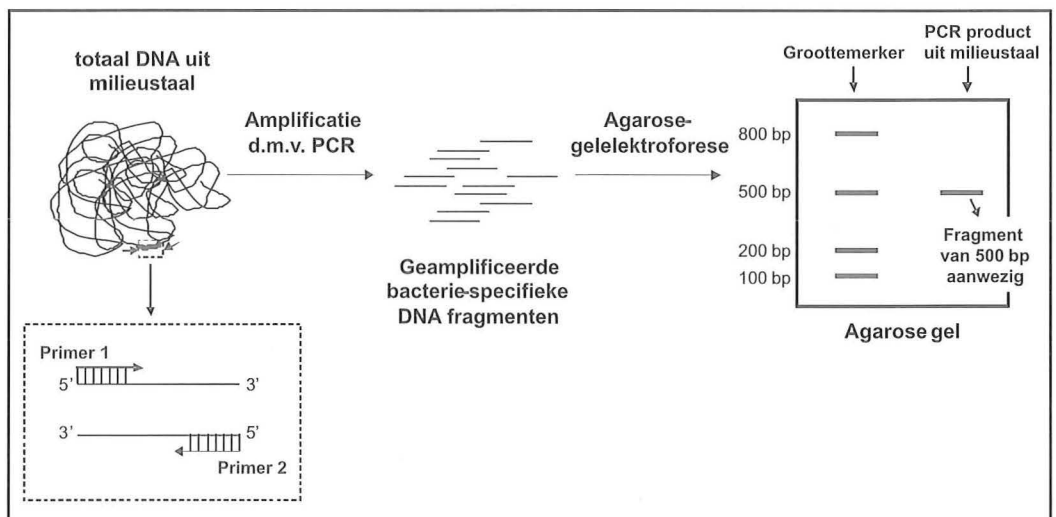 totaal DNA uit
milieustaal
Amplificatie
d.m.v. PCR
Geamplificeerde
bacterie-specifieke
DNA fragmenten
Agarose-
gelelektroforese
Groottemerker
PCR product
uit milieustaal
800 bp
500 bp
200 bp
100 bp
Fragment
van 500 bp
aanwezig
Agarose gel
Primer 1
5' 3'
3' 5'
Primer 2